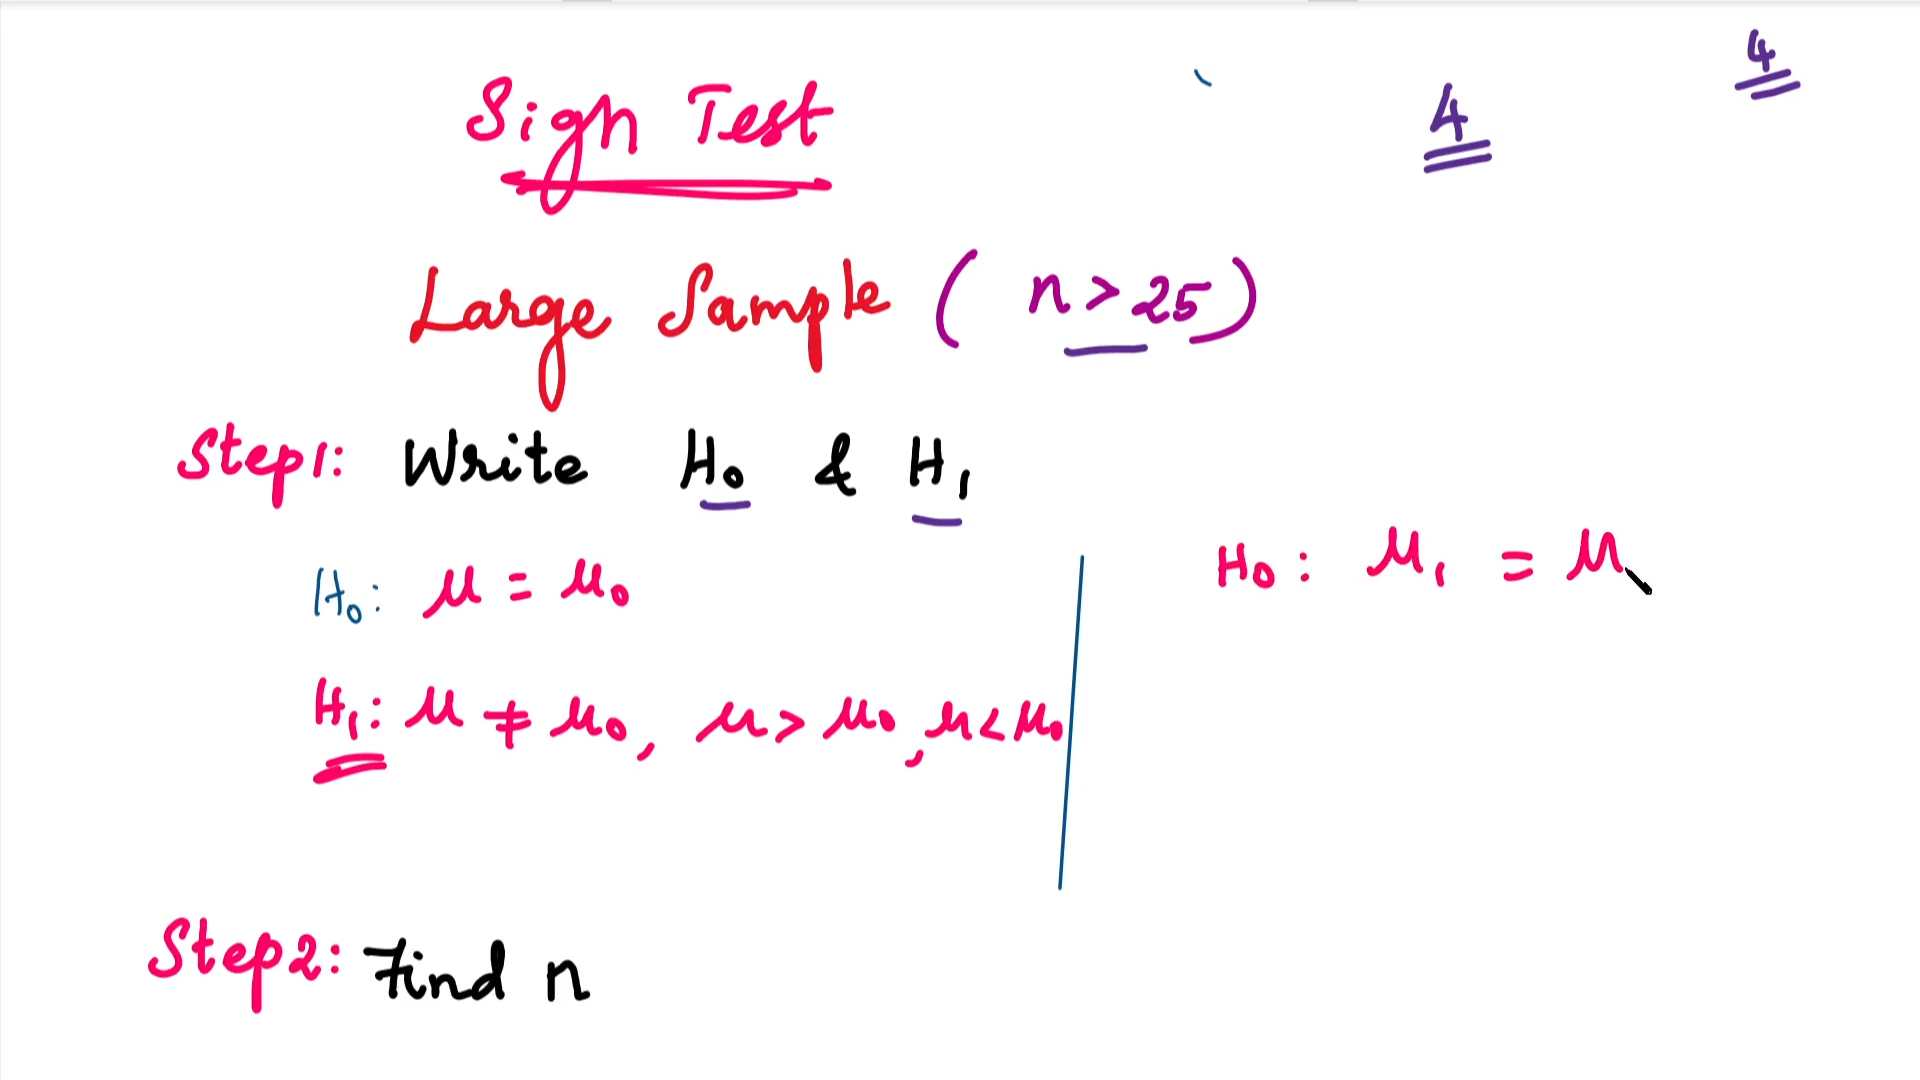 4
4
Sign Test
Large Sample (n > 25)
Step1: Write H₀ & H₁
H₀: μ = μ₀
H₁: μ ≠ μ₀, μ > μ₀, μ < μ₀
H₀: μ₁ = μ
Step2: Find n